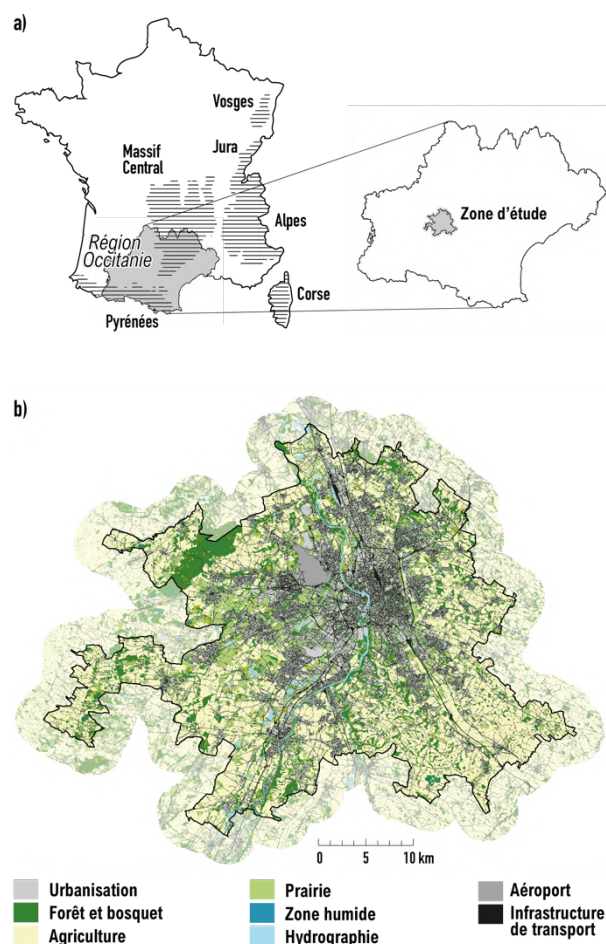 a)
Vosges
Jura
Massif
Central
Alpes
Région
Occitanie
Corse
Pyrénées
Zone d'étude
b)
0 5 10 km
Urbanisation
Forêt et bosquet
Agriculture
Prairie
Zone humide
Hydrographie
Aéroport
Infrastructure
de transport